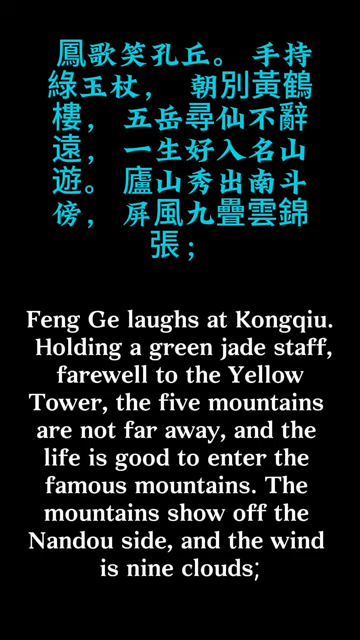 鳳歌笑孔丘。 手持
綠玉杖， 朝別黃鶴
樓， 五岳尋仙不辭
遠， 一生好入名山
遊。 廬山秀出南斗
傍， 屏風九疊雲錦
張；
Feng Ge laughs at Kongqiu.
Holding a green jade staff,
farewell to the Yellow
Tower, the five mountains
are not far away, and the
life is good to enter the
famous mountains. The
mountains show off the
Nandou side, and the wind
is nine clouds;